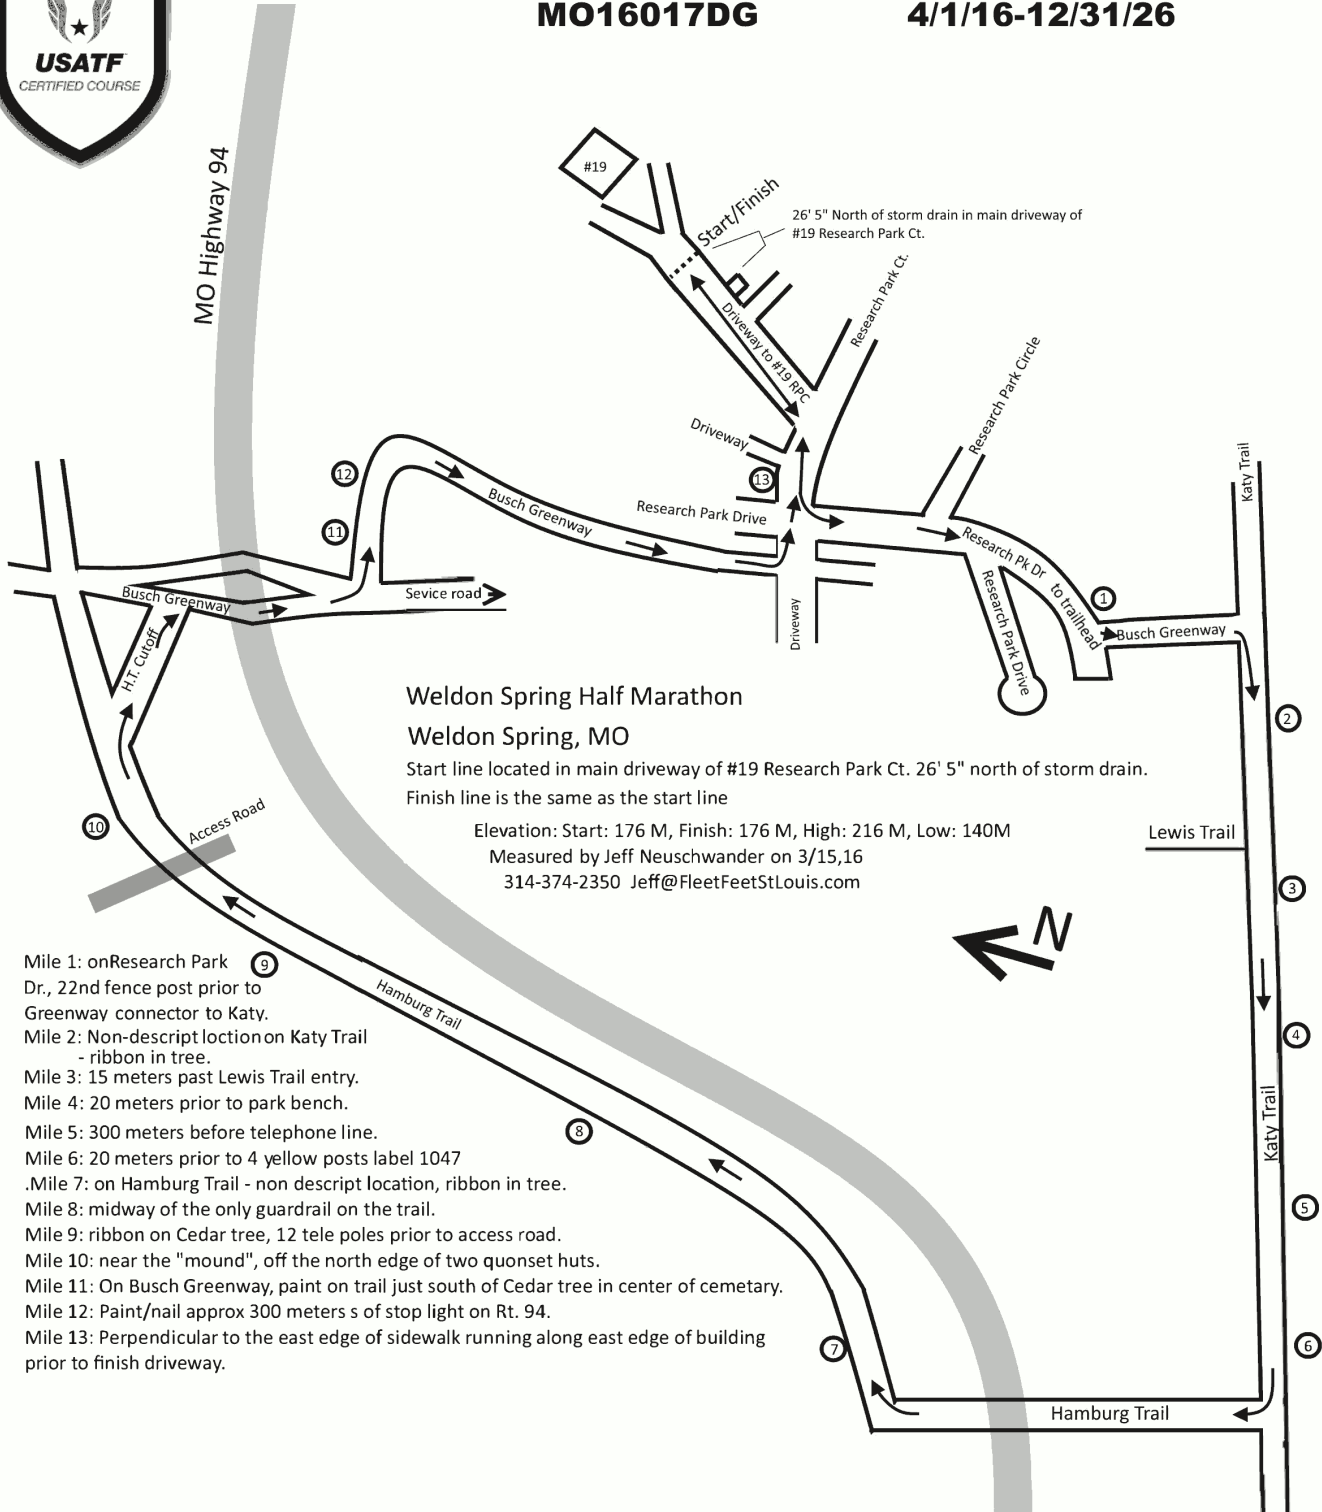 MO16017DG 4/1/16-12/31/26
USATF
CERTIFIED COURSE
MO Highway 94
#19
Start/Finish
26' 5" North of storm drain in main driveway of
#19 Research Park Ct.
Research Park Ct.
Driveway to #19 RPC
Research Park Circle
Driveway
Katy Trail
12
13
Busch Greenway
Research Park Drive
11
Research Pk Dr to trailhead
Sevice road
Busch Greenway
Research Park Drive
1
Driveway
Busch Greenway
H.T. Cutoff
Weldon Spring Half Marathon
2
Weldon Spring, MO
Start line located in main driveway of #19 Research Park Ct. 26' 5" north of storm drain.
Finish line is the same as the start line
10
Access Road
Elevation: Start: 176 M, Finish: 176 M, High: 216 M, Low: 140M
Lewis Trail
Measured by Jeff Neuschwander on 3/15,16
314-374-2350 Jeff@FleetFeetStLouis.com
3
N
9
Hamburg Trail
4
Mile 1: onResearch Park
Dr., 22nd fence post prior to
Greenway connector to Katy.
Mile 2: Non-descript loction on Katy Trail
- ribbon in tree.
Mile 3: 15 meters past Lewis Trail entry.
Mile 4: 20 meters prior to park bench.
Mile 5: 300 meters before telephone line.
Mile 6: 20 meters prior to 4 yellow posts label 1047
.Mile 7: on Hamburg Trail - non descript location, ribbon in tree.
Mile 8: midway of the only guardrail on the trail.
Mile 9: ribbon on Cedar tree, 12 tele poles prior to access road.
Mile 10: near the "mound", off the north edge of two quonset huts.
Mile 11: On Busch Greenway, paint on trail just south of Cedar tree in center of cemetary.
Mile 12: Paint/nail approx 300 meters s of stop light on Rt. 94.
Mile 13: Perpendicular to the east edge of sidewalk running along east edge of building
prior to finish driveway.
8
Katy Trail
5
7
6
Hamburg Trail